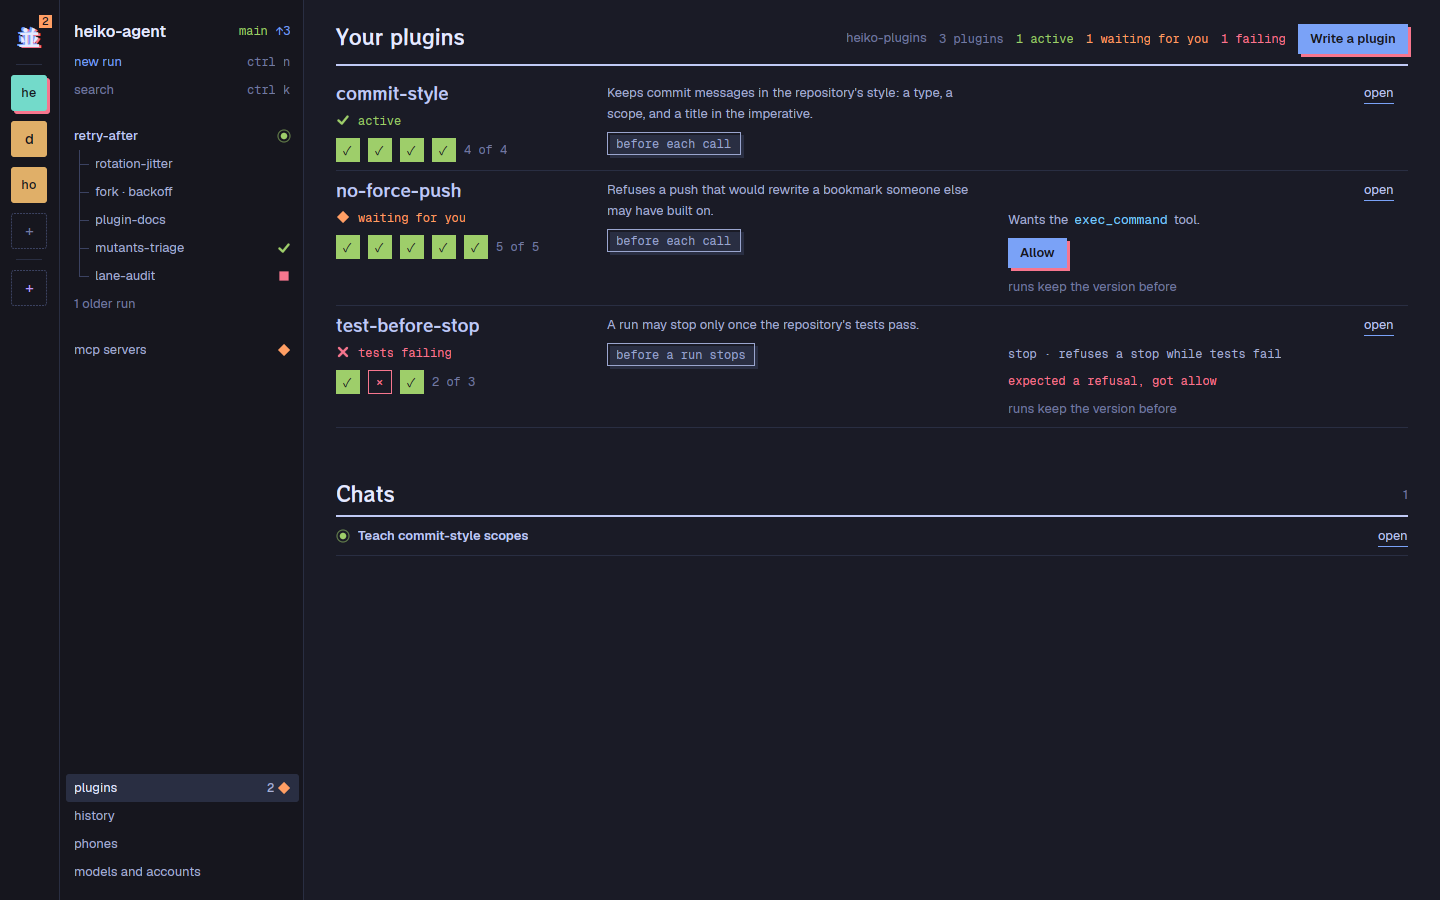 2
he
d
ho
+
+
heiko-agent main ↑3
new run ctrl n
search ctrl k
retry-after
rotation-jitter
fork · backoff
plugin-docs
mutants-triage
lane-audit
1 older run
mcp servers
plugins 2
history
phones
models and accounts
Your plugins heiko-plugins 3 plugins 1 active 1 waiting for you 1 failing Write a plugin
commit-style
active
4 of 4
Keeps commit messages in the repository's style: a type, a
scope, and a title in the imperative.
before each call
open
no-force-push
waiting for you
5 of 5
Refuses a push that would rewrite a bookmark someone else
may have built on.
before each call
Wants the exec_command tool.
Allow
runs keep the version before
open
test-before-stop
tests failing
2 of 3
A run may stop only once the repository's tests pass.
before a run stops
stop · refuses a stop while tests fail
expected a refusal, got allow
runs keep the version before
open
Chats 1
Teach commit-style scopes open